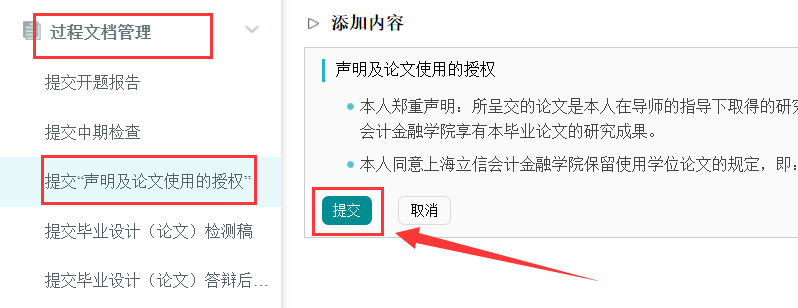 过程文档管理
提交开题报告
提交中期检查
提交“声明及论文使用的授权”
提交毕业设计（论文）检测稿
提交毕业设计（论文）答辩后…
添加内容
声明及论文使用的授权
本人郑重声明：所呈交的论文是本人在导师的指导下取得的研
会计金融学院享有本毕业论文的研究成果。
本人同意上海立信会计金融学院保留使用学位论文的规定，即：
提交 取消